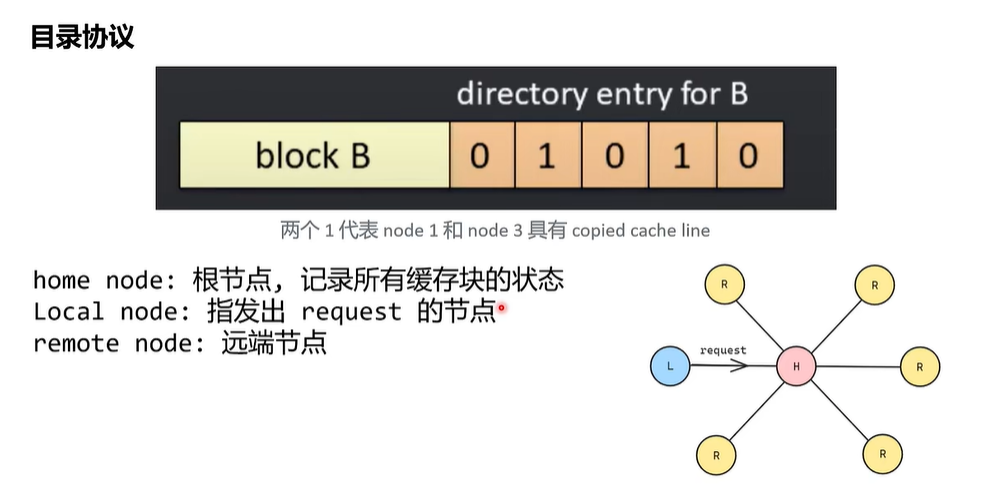 目录协议
directory entry for B
block B 0 1 0 1 0
两个 1 代表 node 1 和 node 3 具有 copied cache line
home node: 根节点, 记录所有缓存块的状态
Local node: 指发出 request 的节点
remote node: 远端节点
R
R
L
request
H
R
R
R